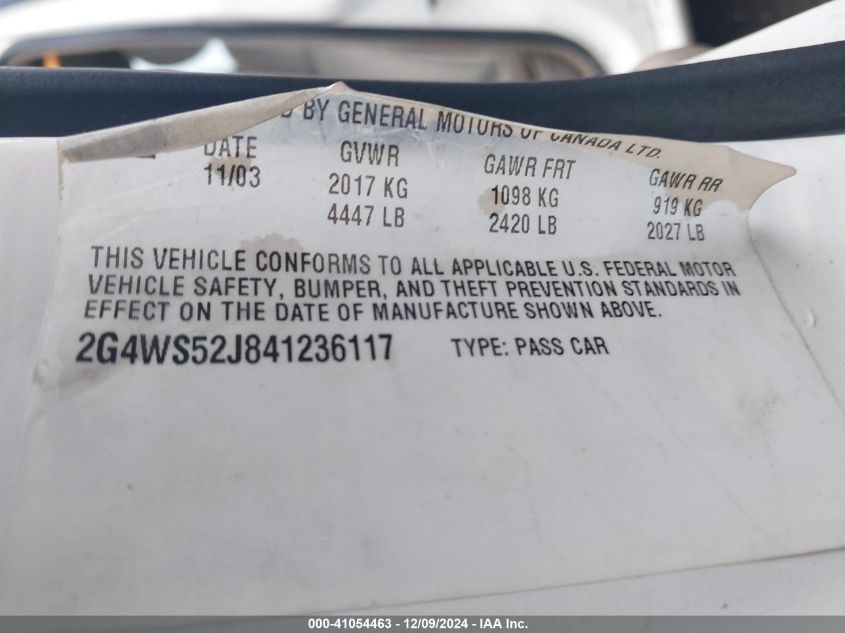 BY GENERAL MOTORS OF CANADA LTD.
DATE GVWR GAWR FRT GAWR RR
11/03 2017 KG 1098 KG 919 KG
4447 LB 2420 LB 2027 LB
THIS VEHICLE CONFORMS TO ALL APPLICABLE U.S. FEDERAL MOTOR
VEHICLE SAFETY, BUMPER, AND THEFT PREVENTION STANDARDS IN
EFFECT ON THE DATE OF MANUFACTURE SHOWN ABOVE.
2G4WS52J841236117 TYPE: PASS CAR
000-41054463 - 12/09/2024 - IAA Inc.